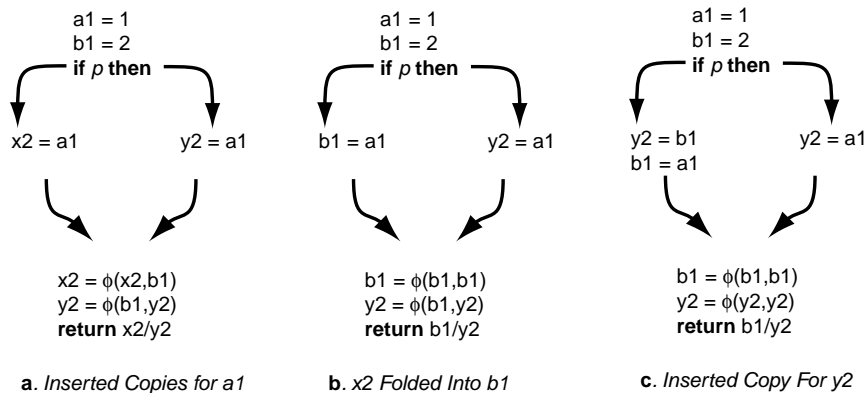 a1 = 1
b1 = 2
if p then
x2 = a1
y2 = a1
x2 = ϕ(x2,b1)
y2 = ϕ(b1,y2)
return x2/y2
a. Inserted Copies for a1
a1 = 1
b1 = 2
if p then
b1 = a1
y2 = a1
b1 = ϕ(b1,b1)
y2 = ϕ(b1,y2)
return b1/y2
b. x2 Folded Into b1
a1 = 1
b1 = 2
if p then
y2 = b1
b1 = a1
y2 = a1
b1 = ϕ(b1,b1)
y2 = ϕ(y2,y2)
return b1/y2
c. Inserted Copy For y2